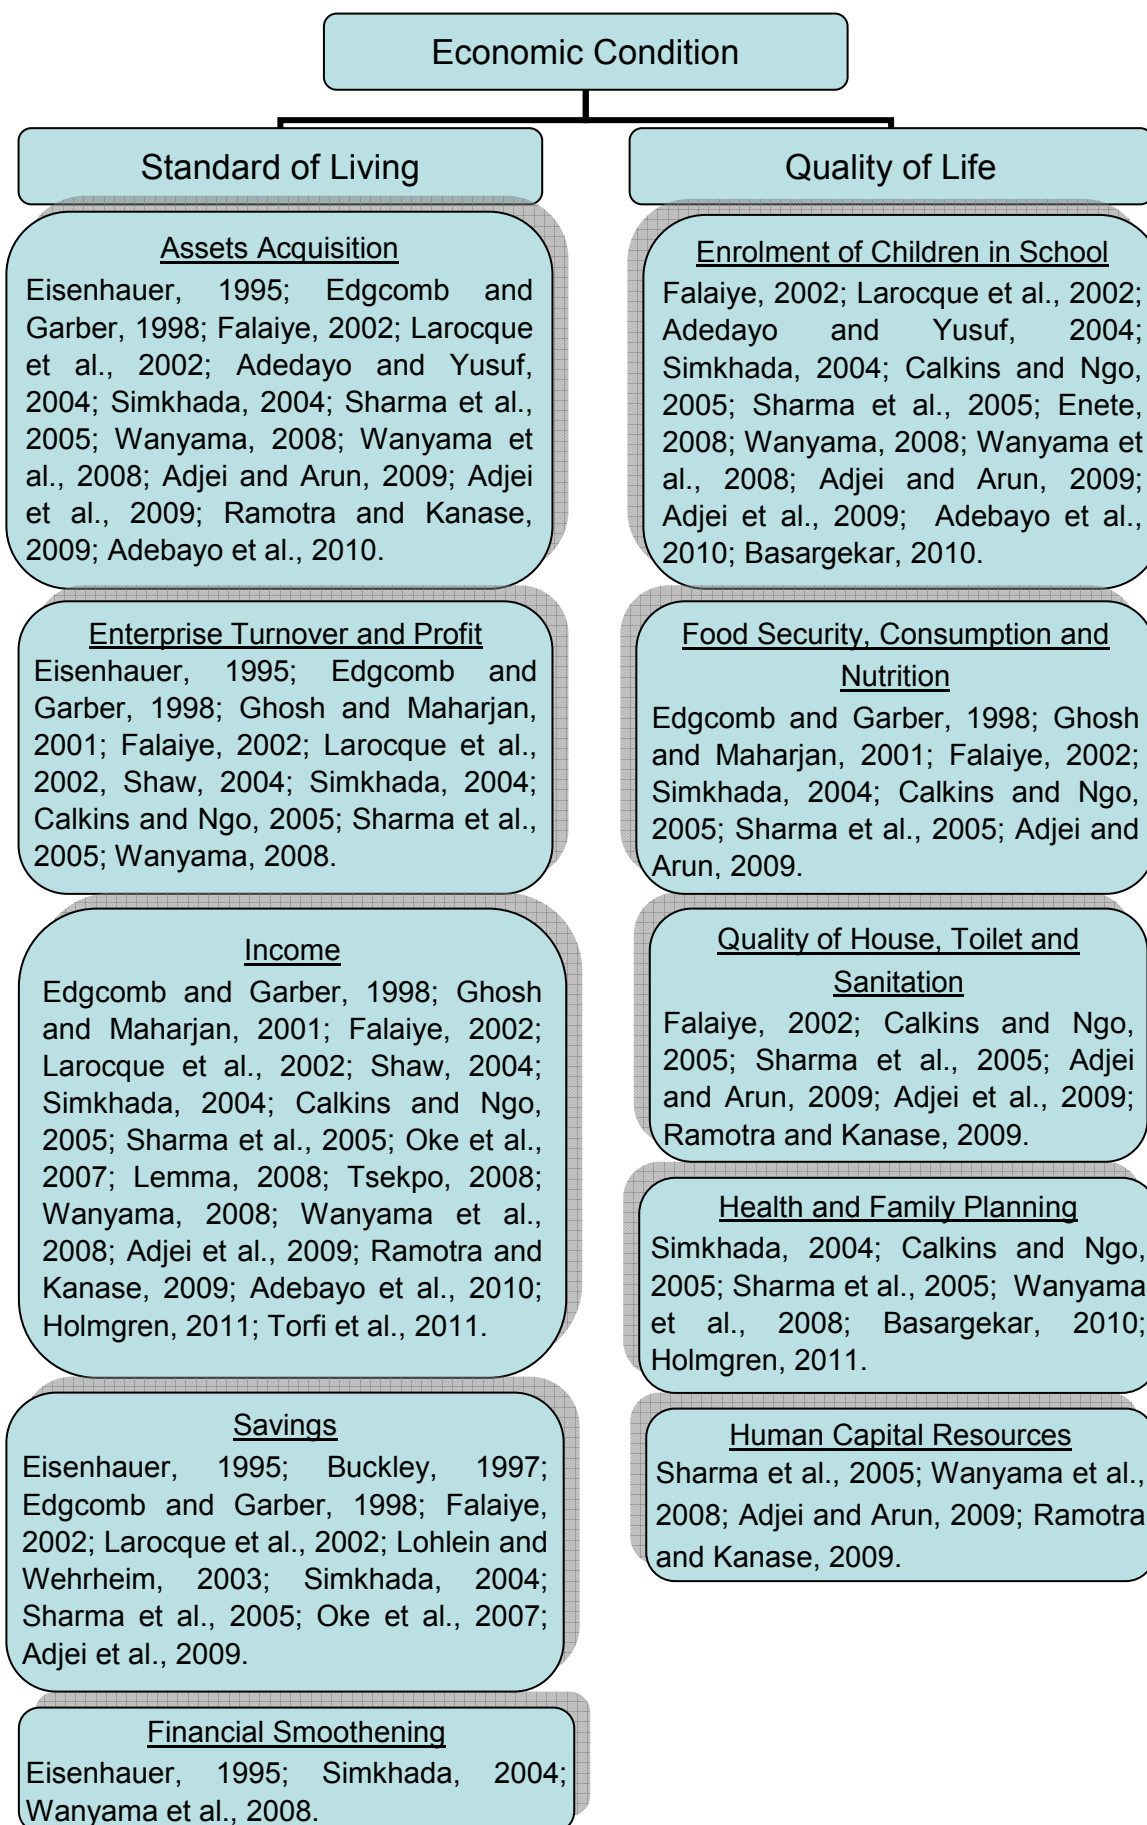 Economic Condition
Standard of Living
Assets Acquisition
Eisenhauer, 1995; Edgcomb and
Garber, 1998; Falaiye, 2002; Larocque
et al., 2002; Adedayo and Yusuf,
2004; Simkhada, 2004; Sharma et al.,
2005; Wanyama, 2008; Wanyama et
al., 2008; Adjei and Arun, 2009; Adjei
et al., 2009; Ramotra and Kanase,
2009; Adebayo et al., 2010.
Enterprise Turnover and Profit
Eisenhauer, 1995; Edgcomb and
Garber, 1998; Ghosh and Maharjan,
2001; Falaiye, 2002; Larocque et al.,
2002, Shaw, 2004; Simkhada, 2004;
Calkins and Ngo, 2005; Sharma et al.,
2005; Wanyama, 2008.
Income
Edgcomb and Garber, 1998; Ghosh
and Maharjan, 2001; Falaiye, 2002;
Larocque et al., 2002; Shaw, 2004;
Simkhada, 2004; Calkins and Ngo,
2005; Sharma et al., 2005; Oke et al.,
2007; Lemma, 2008; Tsekpo, 2008;
Wanyama, 2008; Wanyama et al.,
2008; Adjei et al., 2009; Ramotra and
Kanase, 2009; Adebayo et al., 2010;
Holmgren, 2011; Torfi et al., 2011.
Savings
Eisenhauer, 1995; Buckley, 1997;
Edgcomb and Garber, 1998; Falaiye,
2002; Larocque et al., 2002; Lohlein and
Wehrheim, 2003; Simkhada, 2004;
Sharma et al., 2005; Oke et al., 2007;
Adjei et al., 2009.
Financial Smoothening
Eisenhauer, 1995; Simkhada, 2004;
Wanyama et al., 2008.
Quality of Life
Enrolment of Children in School
Falaiye, 2002; Larocque et al., 2002;
Adedayo and Yusuf, 2004;
Simkhada, 2004; Calkins and Ngo,
2005; Sharma et al., 2005; Enete,
2008; Wanyama, 2008; Wanyama et
al., 2008; Adjei and Arun, 2009;
Adjei et al., 2009; Adebayo et al.,
2010; Basargekar, 2010.
Food Security, Consumption and
Nutrition
Edgcomb and Garber, 1998; Ghosh
and Maharjan, 2001; Falaiye, 2002;
Simkhada, 2004; Calkins and Ngo,
2005; Sharma et al., 2005; Adjei and
Arun, 2009.
Quality of House, Toilet and
Sanitation
Falaiye, 2002; Calkins and Ngo,
2005; Sharma et al., 2005; Adjei
and Arun, 2009; Adjei et al., 2009;
Ramotra and Kanase, 2009.
Health and Family Planning
Simkhada, 2004; Calkins and Ngo,
2005; Sharma et al., 2005; Wanyama
et al., 2008; Basargekar, 2010;
Holmgren, 2011.
Human Capital Resources
Sharma et al., 2005; Wanyama et al.,
2008; Adjei and Arun, 2009; Ramotra
and Kanase, 2009.